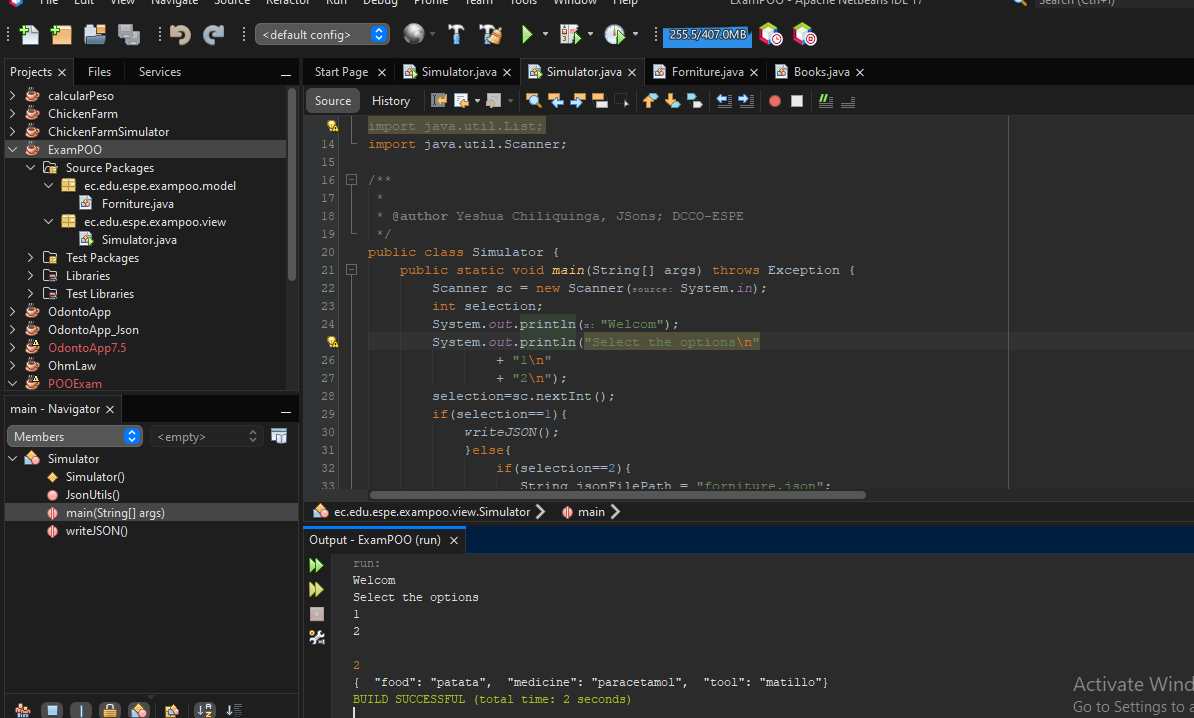 File Edit View Navigate Source Refactor Run Debug Profile Team Tools Window Help ExamPOO - Apache NetBeans IDE 17 Search (Ctrl+I)
<default config> 255.5/407.0MB
Projects Files Services
Start Page Simulator.java Simulator.java Forniture.java Books.java
Source History
calcularPeso
ChickenFarm
ChickenFarmSimulator
ExamPOO
Source Packages
ec.edu.espe.exampoo.model
Forniture.java
ec.edu.espe.exampoo.view
Simulator.java
Test Packages
Libraries
Test Libraries
OdontoApp
OdontoApp_Json
OdontoApp7.5
OhmLaw
POOExam
main - Navigator
Members <empty>
Simulator
Simulator()
JsonUtils()
main(String[] args)
writeJSON()
import java.util.List;
14 import java.util.Scanner;
15
16 /**
17 *
18 * @author Yeshua Chiliquinga, JSons; DCCO-ESPE
19 */
20 public class Simulator {
21 public static void main(String[] args) throws Exception {
22 Scanner sc = new Scanner(source: System.in);
23 int selection;
24 System.out.println(x: "Welcom");
System.out.println("Select the options\n"
26 + "1\n"
27 + "2\n");
28 selection=sc.nextInt();
29 if(selection==1){
30 writeJSON();
31 }else{
32 if(selection==2){
33 String jsonFilePath = "forniture.json";
ec.edu.espe.exampoo.view.Simulator main
Output - ExamPOO (run)
run:
Welcom
Select the options
1
2
2
{ "food": "patata", "medicine": "paracetamol", "tool": "matillo"}
BUILD SUCCESSFUL (total time: 2 seconds)
Activate Wind
Go to Settings to a